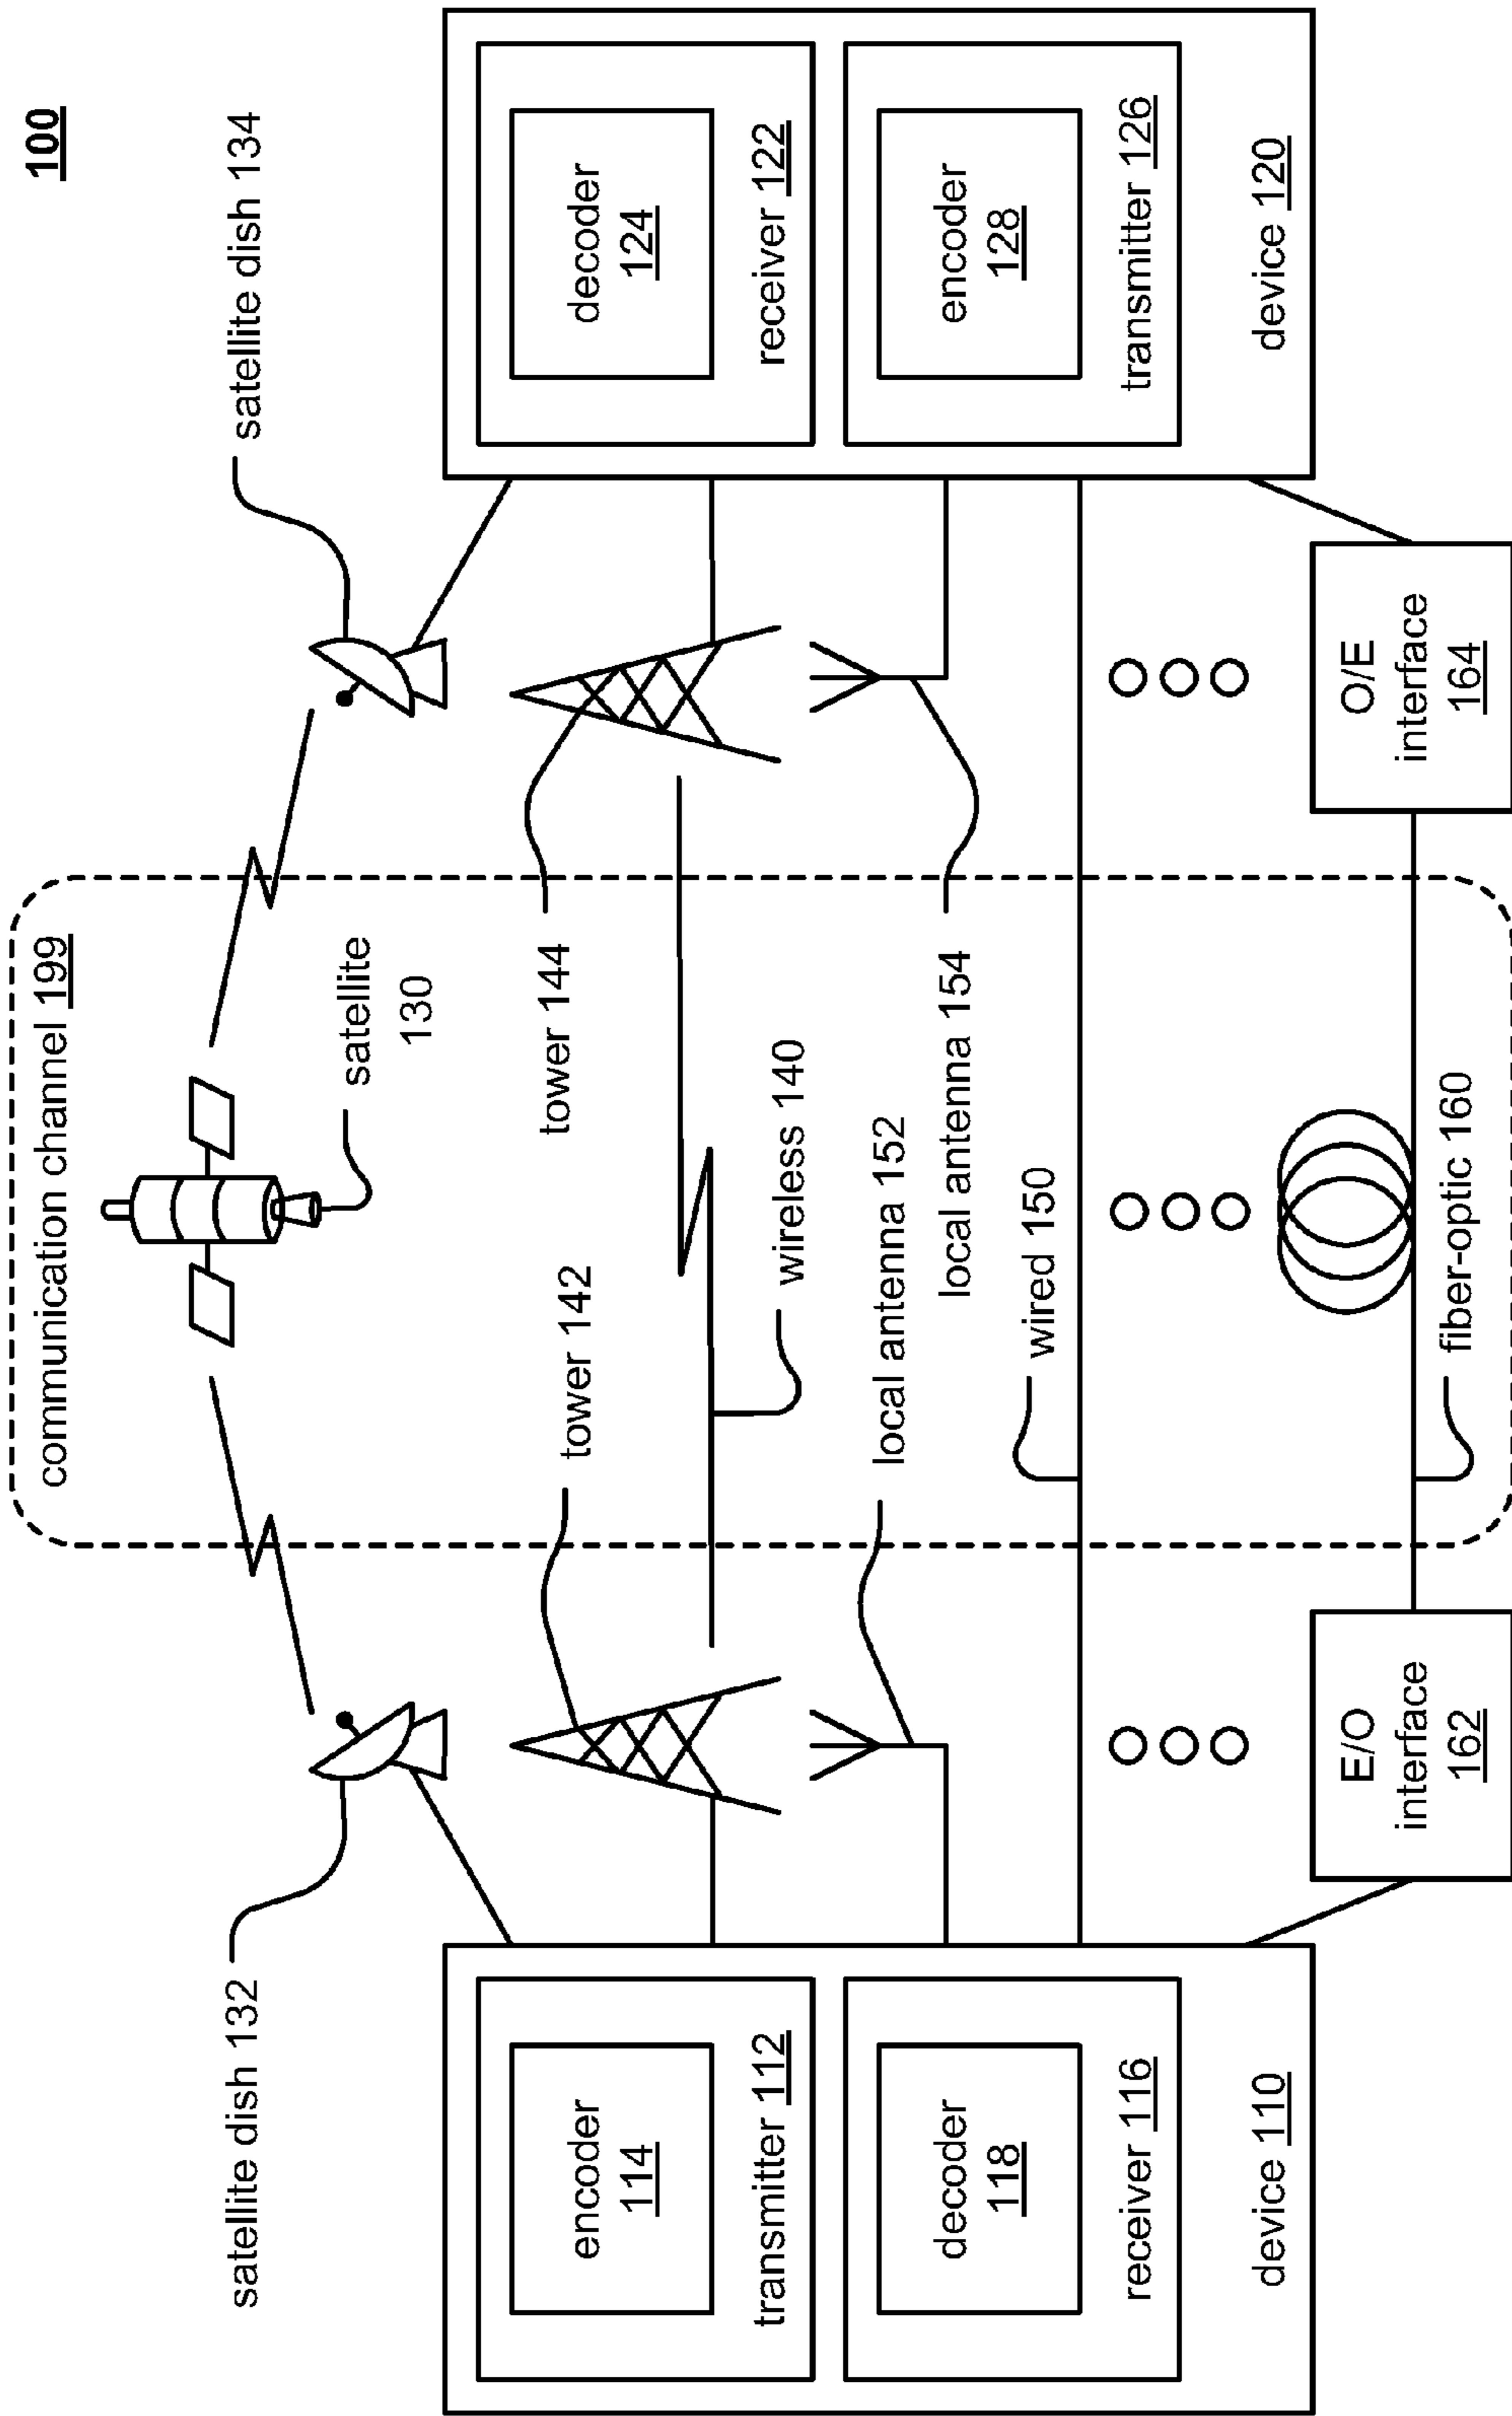 100
communication channel 199
satellite dish 132
satellite
130
satellite dish 134
tower 142
tower 144
wireless 140
local antenna 152
local antenna 154
wired 150
encoder
114
transmitter 112
decoder
118
receiver 116
device 110
decoder
124
receiver 122
encoder
128
transmitter 126
device 120
E/O
interface
162
fiber-optic 160
O/E
interface
164